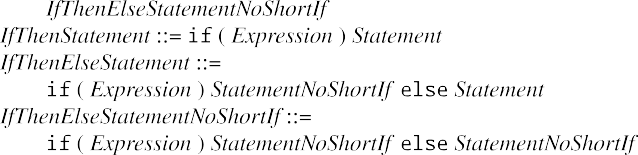 IfThenElseStatementNoShortIf
IfThenStatement ::= if ( Expression ) Statement
IfThenElseStatement ::=
if ( Expression ) StatementNoShortIf else Statement
IfThenElseStatementNoShortIf ::=
if ( Expression ) StatementNoShortIf else StatementNoShortIf